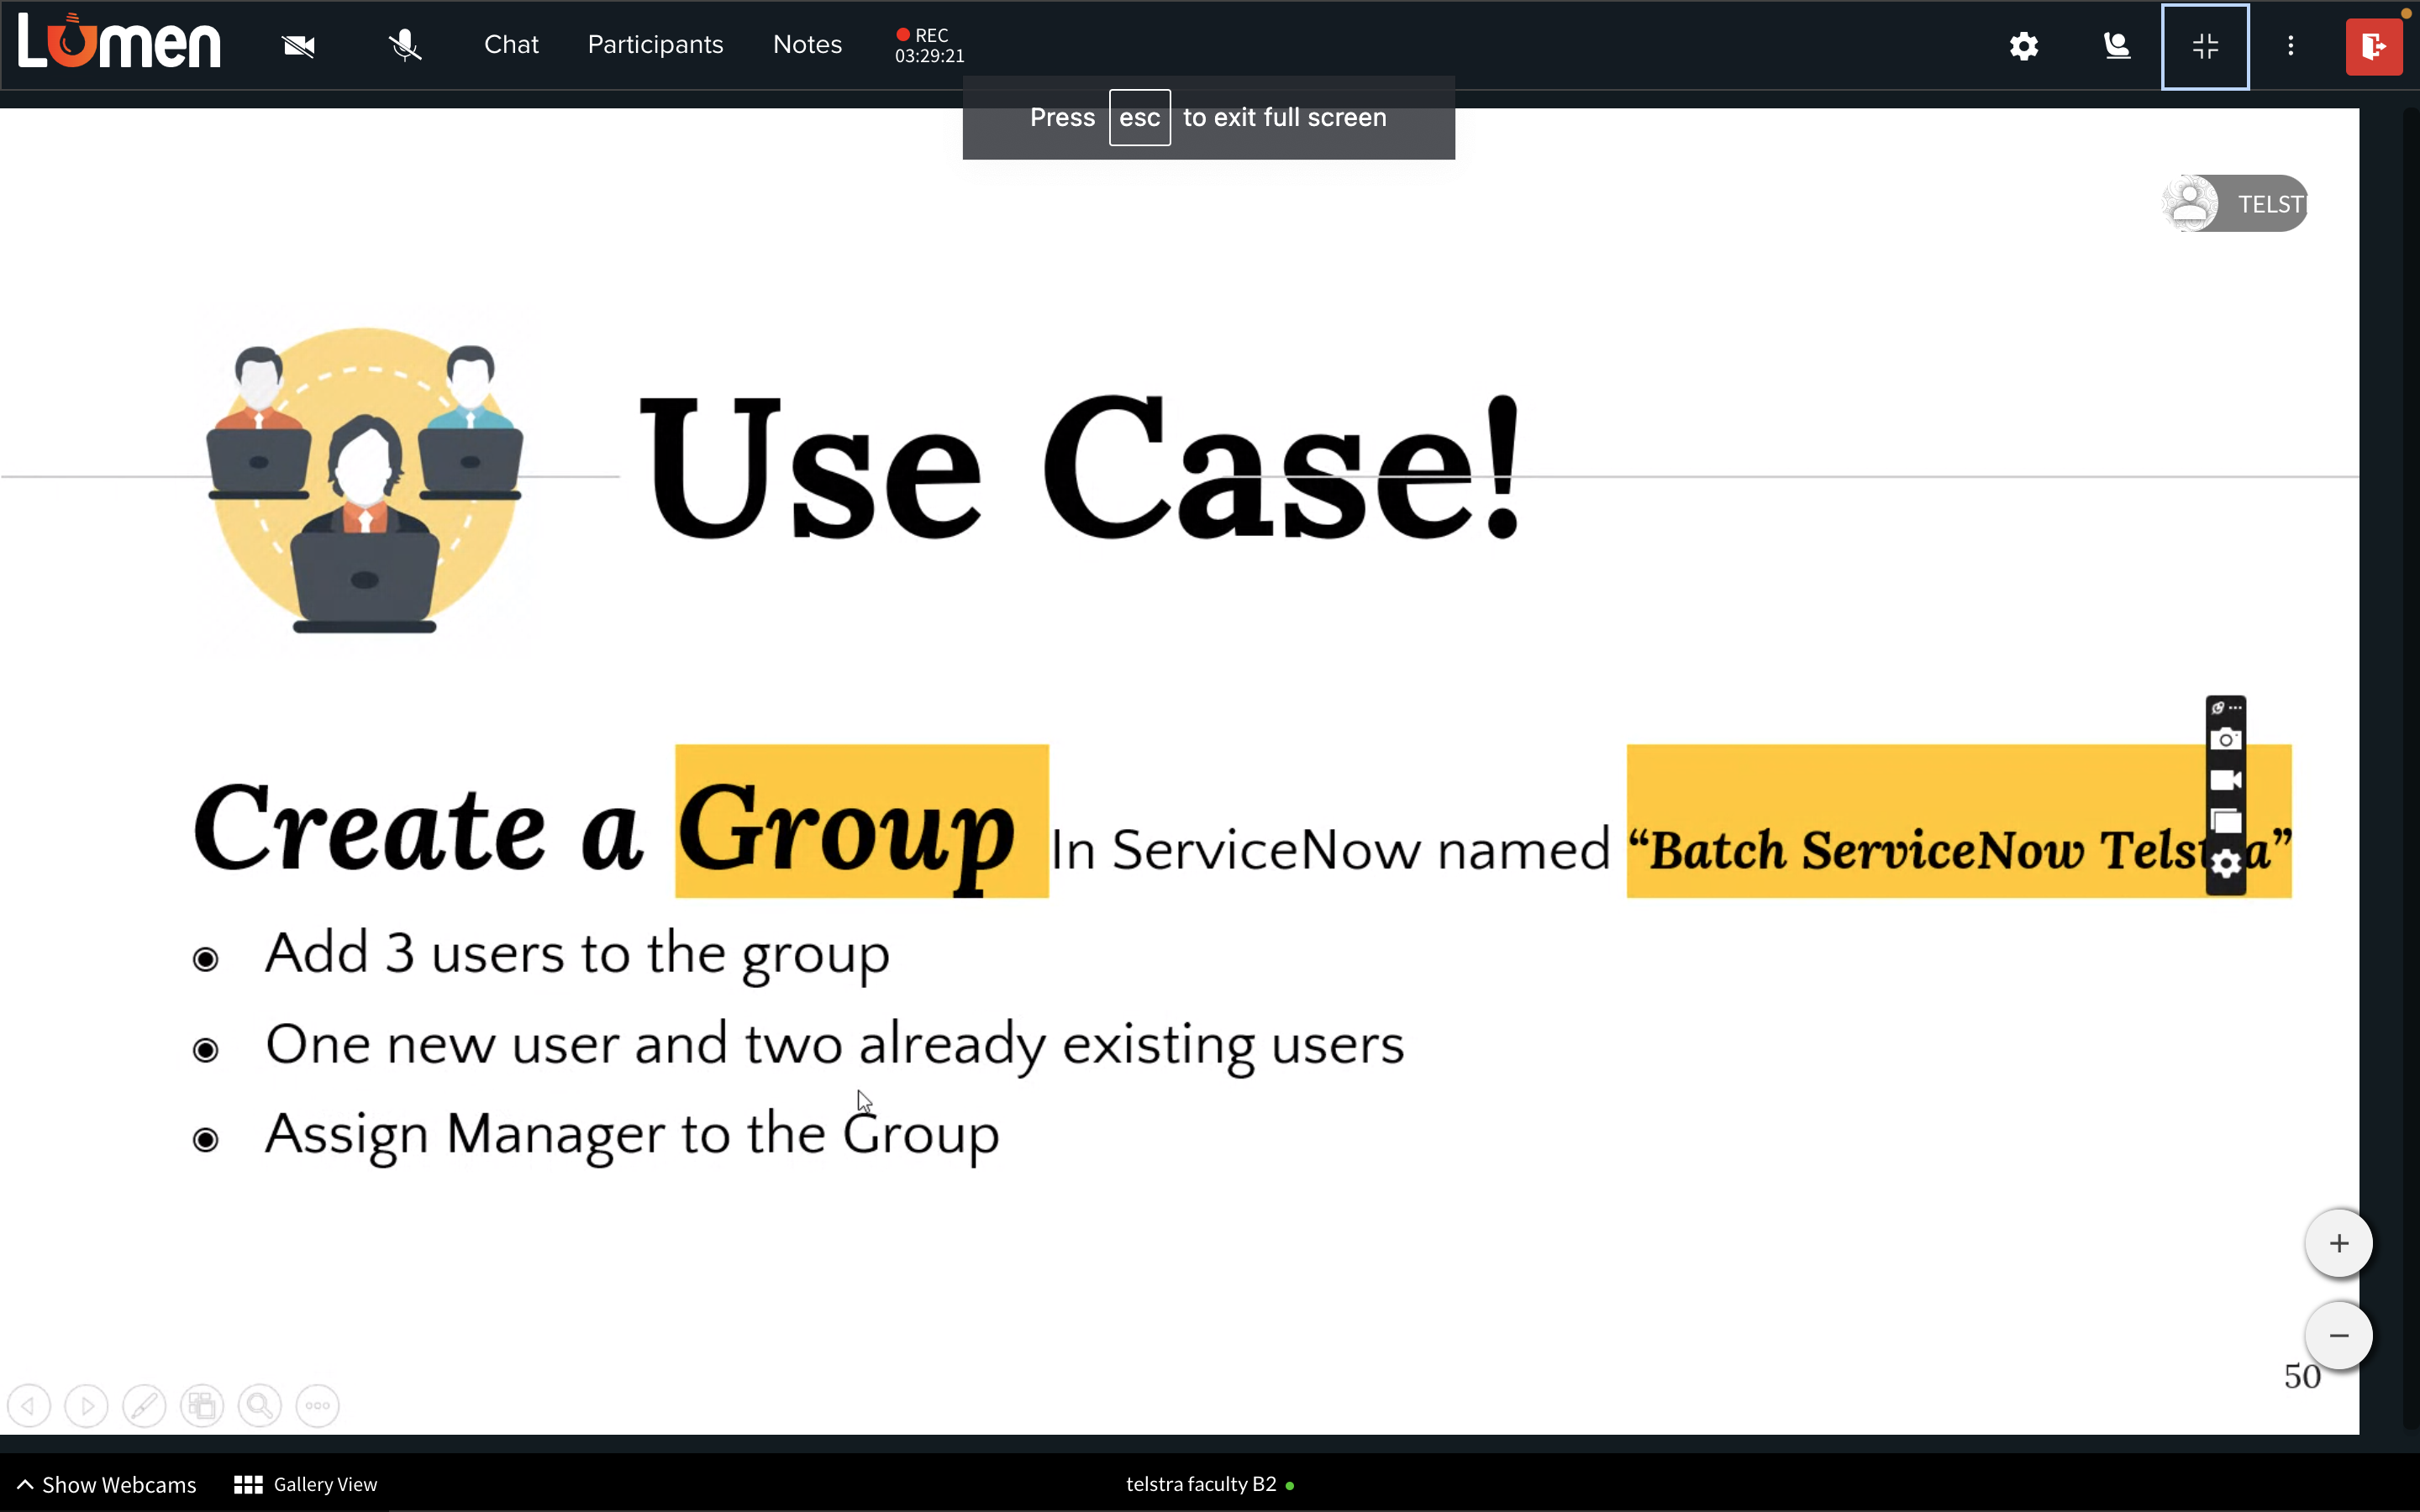 Lumen
Chat
Participants
Notes
REC
03:29:21
Press esc to exit full screen
TELST
Use Case!
Create a Group In ServiceNow named “Batch ServiceNow
Add 3 users to the group
One new user and two already existing users
Assign Manager to the Group
50
Show Webcams
Gallery View
telstra faculty B2